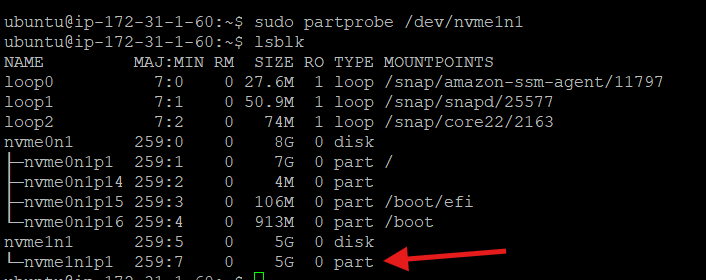 ubuntu@ip-172-31-1-60:~$ sudo partprobe /dev/nvme1n1
ubuntu@ip-172-31-1-60:~$ lsblk
NAME         MAJ:MIN RM   SIZE RO TYPE MOUNTPOINTS
loop0          7:0    0  27.6M  1 loop /snap/amazon-ssm-agent/11797
loop1          7:1    0  50.9M  1 loop /snap/snapd/25577
loop2          7:2    0    74M  1 loop /snap/core22/2163
nvme0n1      259:0    0     8G  0 disk
├─nvme0n1p1  259:1    0     7G  0 part /
├─nvme0n1p14 259:2    0     4M  0 part
├─nvme0n1p15 259:3    0   106M  0 part /boot/efi
└─nvme0n1p16 259:4    0   913M  0 part /boot
nvme1n1      259:5    0     5G  0 disk
└─nvme1n1p1  259:7    0     5G  0 part